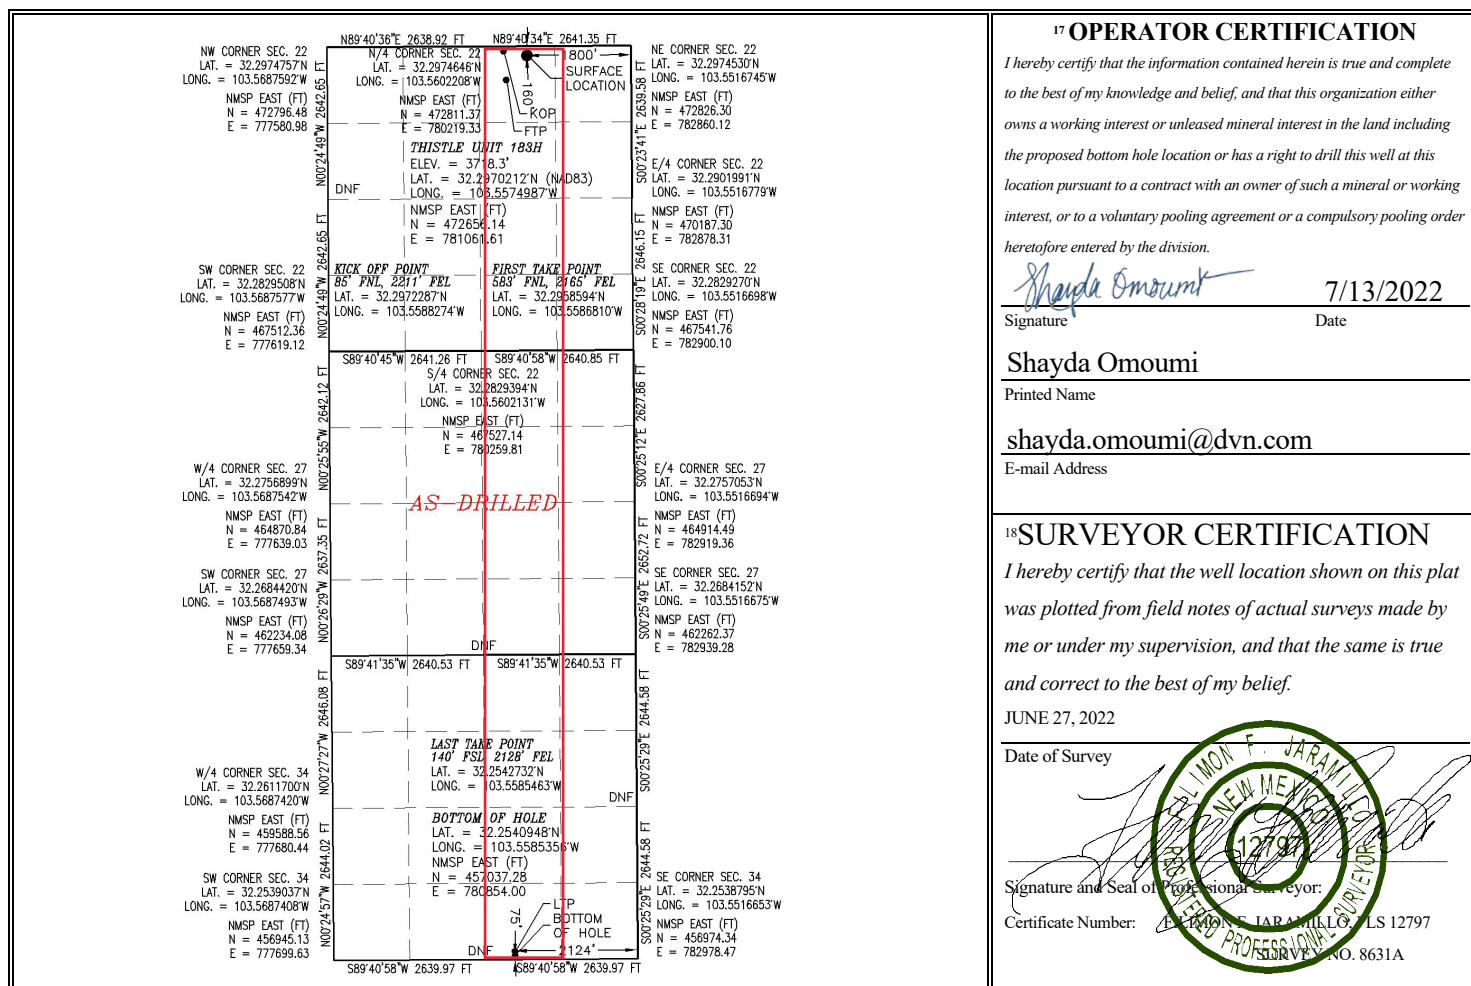 N89°40'36"E 2638.92 FT
N89°40'34"E 2641.35 FT
NW CORNER SEC. 22
LAT. = 32.2974757'N
LONG. = 103.5687592'W
NMSP EAST (FT)
N = 472796.48
E = 777580.98
N/4 CORNER SEC. 22
LAT. = 32.2974646'N
LONG. = 103.5602208'W
NMSP EAST (FT)
N = 472811.37
E = 780219.33
1800'
SURFACE
LOCATION
160'
KOP
FTP
NE CORNER SEC. 22
LAT. = 32.2974530'N
LONG. = 103.5516745'W
NMSP EAST (FT)
N = 472826.30
E = 782860.12
N00°24'49"W 2642.65 FT
S00°23'41"E 2639.58 FT
THISTLE UNIT 183H
ELEV. = 3718.3'
LAT. = 32.2970212'N (NAD83)
LONG. = 103.5574987'W
NMSP EAST (FT)
N = 472656.14
E = 781061.61
DNF
E/4 CORNER SEC. 22
LAT. = 32.2901991'N
LONG. = 103.5516779'W
NMSP EAST (FT)
N = 470187.30
E = 782878.31
SW CORNER SEC. 22
LAT. = 32.2829508'N
LONG. = 103.5687577'W
NMSP EAST (FT)
N = 467512.36
E = 777619.12
N00°24'49"W 2642.65 FT
KICK OFF POINT
85' FNL, 2211' FEL
LAT. = 32.2972287'N
LONG. = 103.5588274'W
FIRST TAKE POINT
583' FNL, 2165' FEL
LAT. = 32.2958594'N
LONG. = 103.5586810'W
S00°28'19"E 2646.15 FT
SE CORNER SEC. 22
LAT. = 32.2829270'N
LONG. = 103.5516698'W
NMSP EAST (FT)
N = 467541.76
E = 782900.10
S89°40'45"W 2641.26 FT
S89°40'58"W 2640.85 FT
S/4 CORNER SEC. 22
LAT. = 32.2829394'N
LONG. = 103.5602131'W
NMSP EAST (FT)
N = 467527.14
E = 780259.81
N00°25'55"W 2642.12 FT
S00°25'12"E 2627.86 FT
W/4 CORNER SEC. 27
LAT. = 32.2756899'N
LONG. = 103.5687542'W
NMSP EAST (FT)
N = 464870.84
E = 777639.03
AS-DRILLED
E/4 CORNER SEC. 27
LAT. = 32.2757053'N
LONG. = 103.5516694'W
NMSP EAST (FT)
N = 464914.49
E = 782919.36
N00°26'29"W 2637.35 FT
S00°25'49"E 2652.72 FT
SW CORNER SEC. 27
LAT. = 32.2684420'N
LONG. = 103.5687493'W
NMSP EAST (FT)
N = 462234.08
E = 777659.34
SE CORNER SEC. 27
LAT. = 32.2684152'N
LONG. = 103.5516675'W
NMSP EAST (FT)
N = 462262.37
E = 782939.28
DNF
S89°41'35"W 2640.53 FT
S89°41'35"W 2640.53 FT
N00°27'27"W 2646.08 FT
S00°25'29"E 2644.58 FT
LAST TAKE POINT
140' FSL 2128' FEL
LAT. = 32.2542732'N
LONG. = 103.5585463'W
W/4 CORNER SEC. 34
LAT. = 32.2611700'N
LONG. = 103.5687420'W
NMSP EAST (FT)
N = 459588.56
E = 777680.44
DNF
BOTTOM OF HOLE
LAT. = 32.2540948'N
LONG. = 103.5585356'W
NMSP EAST (FT)
N = 457037.28
E = 780854.00
N00°24'57"W 2644.02 FT
S00°25'29"E 2644.58 FT
SW CORNER SEC. 34
LAT. = 32.2539037'N
LONG. = 103.5687408'W
NMSP EAST (FT)
N = 456945.13
E = 777699.63
LTP
BOTTOM
OF HOLE
75'
2124'
DNF
SE CORNER SEC. 34
LAT. = 32.2538795'N
LONG. = 103.5516653'W
NMSP EAST (FT)
N = 456974.34
E = 782978.47
S89°40'58"W 2639.97 FT
S89°40'58"W 2639.97 FT
17 OPERATOR CERTIFICATION
I hereby certify that the information contained herein is true and complete
to the best of my knowledge and belief, and that this organization either
owns a working interest or unleased mineral interest in the land including
the proposed bottom hole location or has a right to drill this well at this
location pursuant to a contract with an owner of such a mineral or working
interest, or to a voluntary pooling agreement or a compulsory pooling order
heretofore entered by the division.
Shayda Omoumi 7/13/2022
Signature Date
Shayda Omoumi
Printed Name
shayda.omoumi@dvn.com
E-mail Address
18SURVEYOR CERTIFICATION
I hereby certify that the well location shown on this plat
was plotted from field notes of actual surveys made by
me or under my supervision, and that the same is true
and correct to the best of my belief.
JUNE 27, 2022
Date of Survey
FILIMON F. JARAMILLO
NEW MEXICO
12797
REGISTERED PROFESSIONAL SURVEYOR
Signature and Seal of Professional Surveyor:
Certificate Number: FILIMON F. JARAMILLO, PLS 12797
SURVEY NO. 8631A